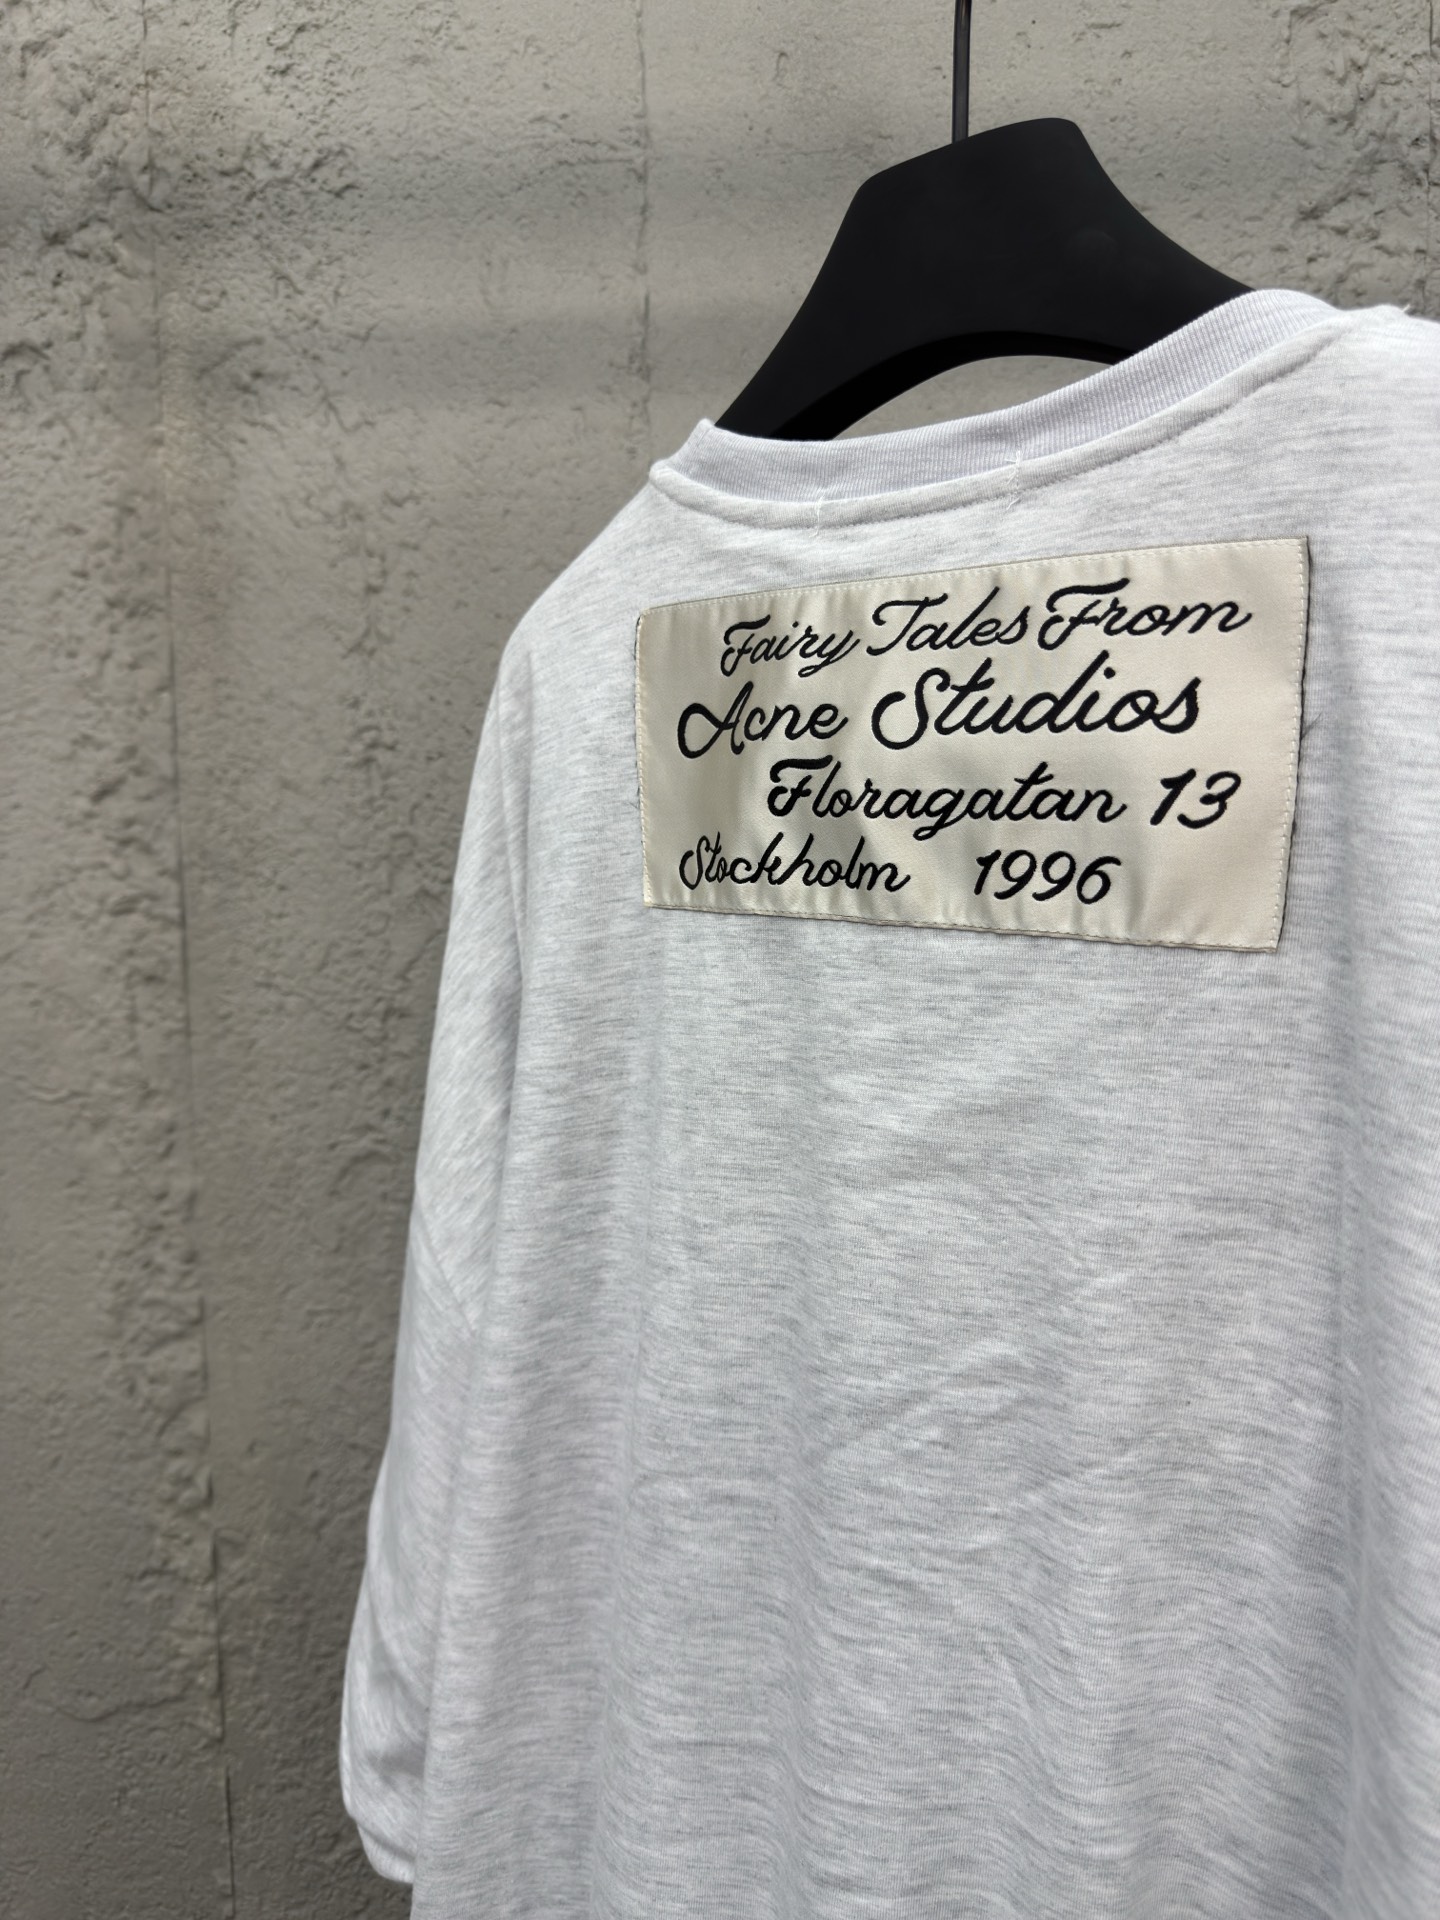 Fairy Tales From
Acne Studios
Floragatan 13
Stockholm 1996